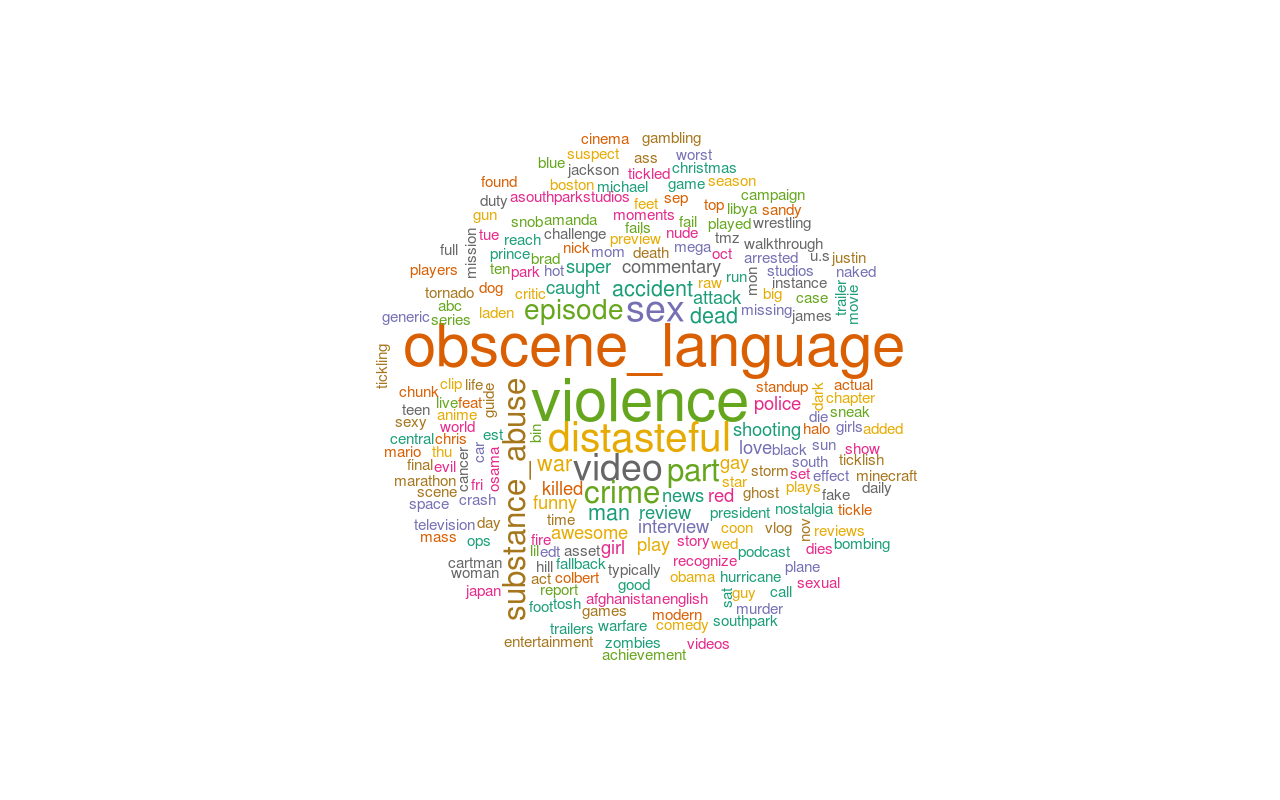 cinema gambling
suspect ass worst
blue jackson tickled christmas
found boston michael game season
duty asouthparkstudios feet sep top libya sandy campaign
gun snob amanda moments fails fail played wrestling
tue reach challenge preview nude tmz walkthrough
full mission prince brad nick mom death mega oct arrested u.s justin
players ten park hot super commentary run mon studios naked
tornado dog critic caught accident raw attack big instance case trailer movie
generic abc series laden episode sex dead missing james
obscene_language
tickling
chunk clip life guide substance_abuse violence standup dark actual
teen live feat police chapter
sexy anime die sneak
central chris world est bin distasteful shooting halo girls added
mario thu cancer car osama love black sun show
final evil war video part gay storm south ticklish
marathon fri killed crime star set effect minecraft
scene crash funny news red ghost plays fake daily
space man review president nostalgia tickle
television day time awesome interview coon vlog nov reviews
mass ops fire lil edt asset girl play story wed podcast dies bombing
cartman hill fallback typically recognize plane
woman act colbert good obama hurricane sexual
japan report afghanistan english sat guy call
foot tosh games modern murder
trailers warfare comedy southpark
entertainment zombies videos
achievement